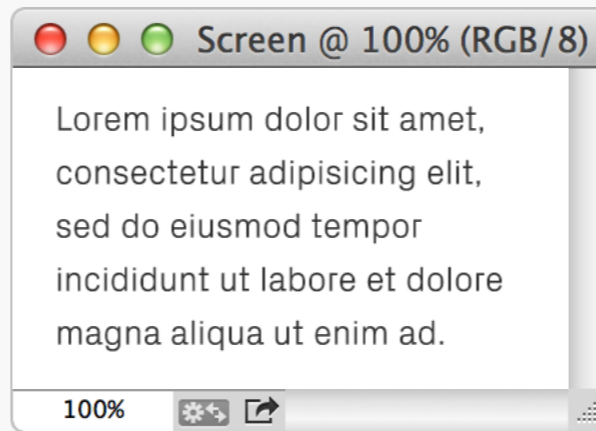 Screen @ 100% (RGB/8)
Lorem ipsum dolor sit amet,
consectetur adipisicing elit,
sed do eiusmod tempor
incididunt ut labore et dolore
magna aliqua ut enim ad.
100%